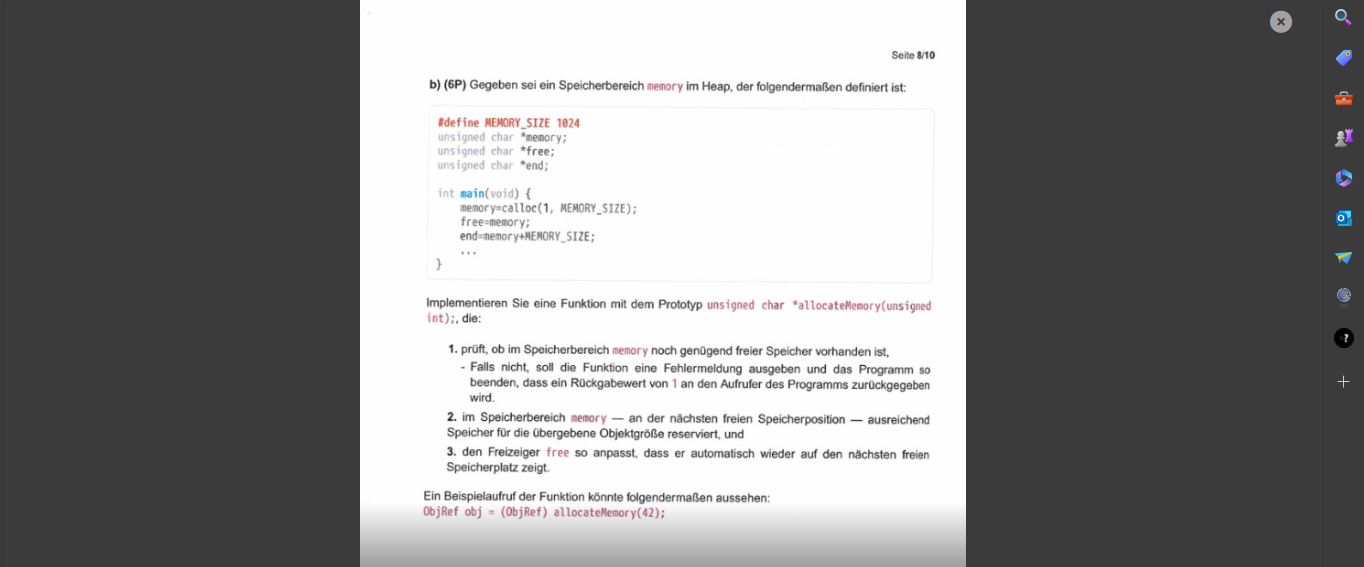 Seite 8/10
b) (6P) Gegeben sei ein Speicherbereich memory im Heap, der folgendermaßen definiert ist:
#define MEMORY_SIZE 1024
unsigned char *memory;
unsigned char *free;
unsigned char *end;
int main(void) {
memory=calloc(1, MEMORY_SIZE);
free=memory;
end=memory+MEMORY_SIZE;
...
}
Implementieren Sie eine Funktion mit dem Prototyp unsigned char *allocateMemory(unsigned
int);, die:
1. prüft, ob im Speicherbereich memory noch genügend freier Speicher vorhanden ist,
- Falls nicht, soll die Funktion eine Fehlermeldung ausgeben und das Programm so
beenden, dass ein Rückgabewert von 1 an den Aufrufer des Programms zurückgegeben
wird.
2. im Speicherbereich memory — an der nächsten freien Speicherposition — ausreichend
Speicher für die übergebene Objektgröße reserviert, und
3. den Freizeiger free so anpasst, dass er automatisch wieder auf den nächsten freien
Speicherplatz zeigt.
Ein Beispielaufruf der Funktion könnte folgendermaßen aussehen:
ObjRef obj = (ObjRef) allocateMemory(42);